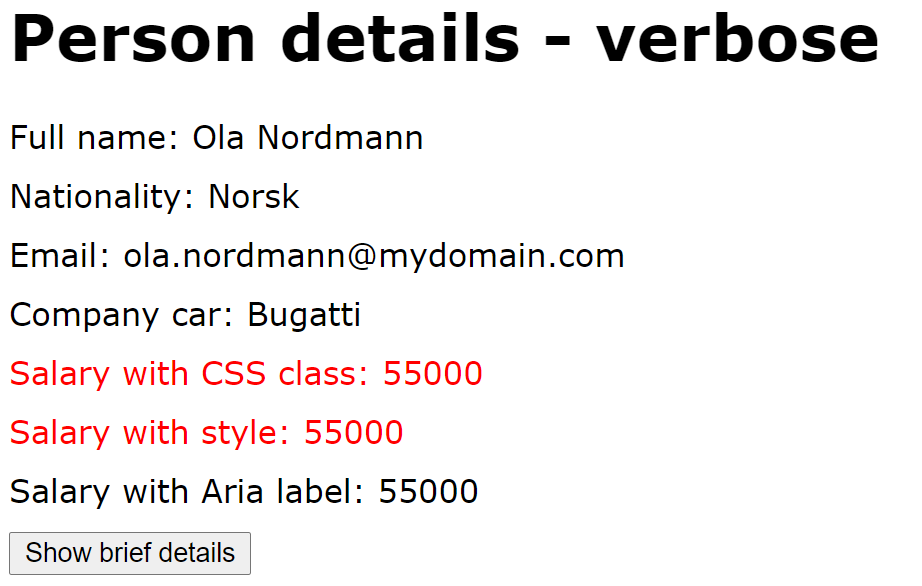 Person details - verbose
Full name: Ola Nordmann
Nationality: Norsk
Email: ola.nordmann@mydomain.com
Company car: Bugatti
Salary with CSS class: 55000
Salary with style: 55000
Salary with Aria label: 55000
Show brief details